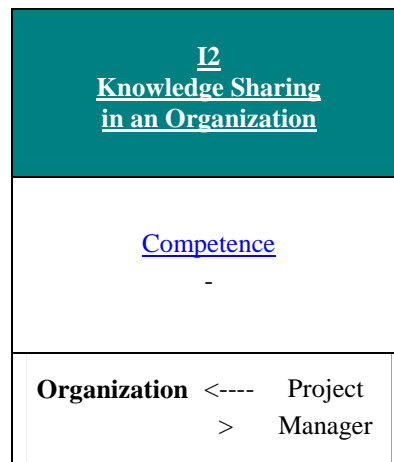 I2
Knowledge Sharing
in an Organization
Competence
-
Organization <---- Project
> Manager